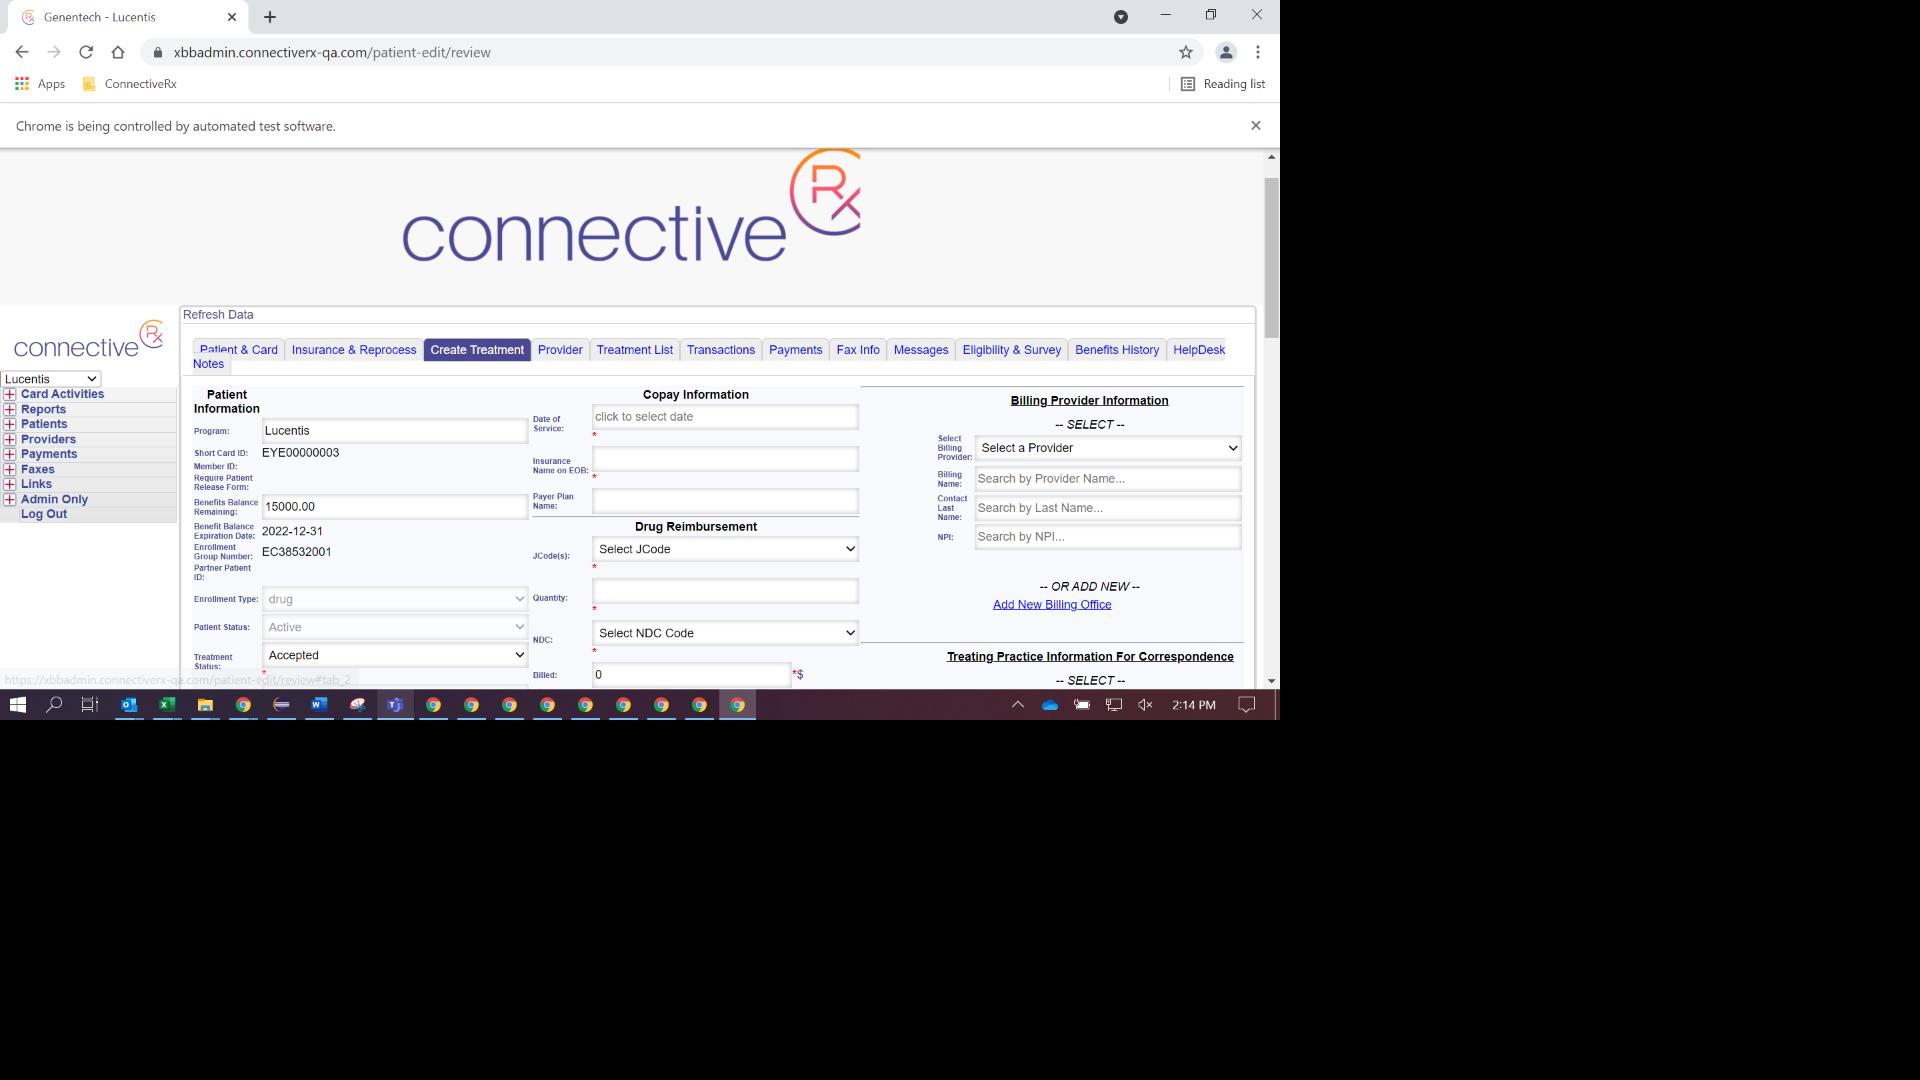 Genentech - Lucentis
xbbadmin.connectiverx-qa.com/patient-edit/review
Apps
ConnectiveRx
Reading list
Chrome is being controlled by automated test software.
connective Rx
Refresh Data
connective Rx
Lucentis
Card Activities
Reports
Patients
Providers
Payments
Faxes
Links
Admin Only
Log Out
Patient & Card
Insurance & Reprocess
Create Treatment
Provider
Treatment List
Transactions
Payments
Fax Info
Messages
Eligibility & Survey
Benefits History
HelpDesk
Notes
Patient
Information
Program: Lucentis
Short Card ID: EYE00000003
Member ID:
Require Patient
Release Form:
Benefits Balance
Remaining: 15000.00
Benefit Balance
Expiration Date: 2022-12-31
Enrollment
Group Number: EC38532001
Partner Patient
ID:
Enrollment Type: drug
Patient Status: Active
Treatment
Status: Accepted
*
Copay Information
Date of
Service: click to select date
*
Insurance
Name on EOB:
*
Payer Plan
Name:
Drug Reimbursement
JCode(s): Select JCode
*
Quantity:
*
NDC: Select NDC Code
*
Billed: 0 *$
Billing Provider Information
-- SELECT --
Select
Billing
Provider: Select a Provider
Billing
Name: Search by Provider Name...
Contact
Last
Name: Search by Last Name...
NPI: Search by NPI...
-- OR ADD NEW --
Add New Billing Office
Treating Practice Information For Correspondence
-- SELECT --
https://xbbadmin.connectiverx-qa.com/patient-edit/review#tab_2
2:14 PM